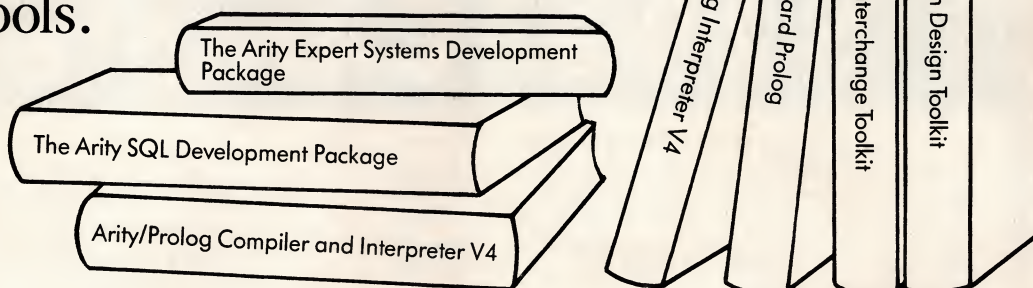 ools.
The Arity Expert Systems Development
Package
The Arity SQL Development Package
Arity/Prolog Compiler and Interpreter V4
g Interpreter V4
ard Prolog
terchange Toolkit
n Design Toolkit